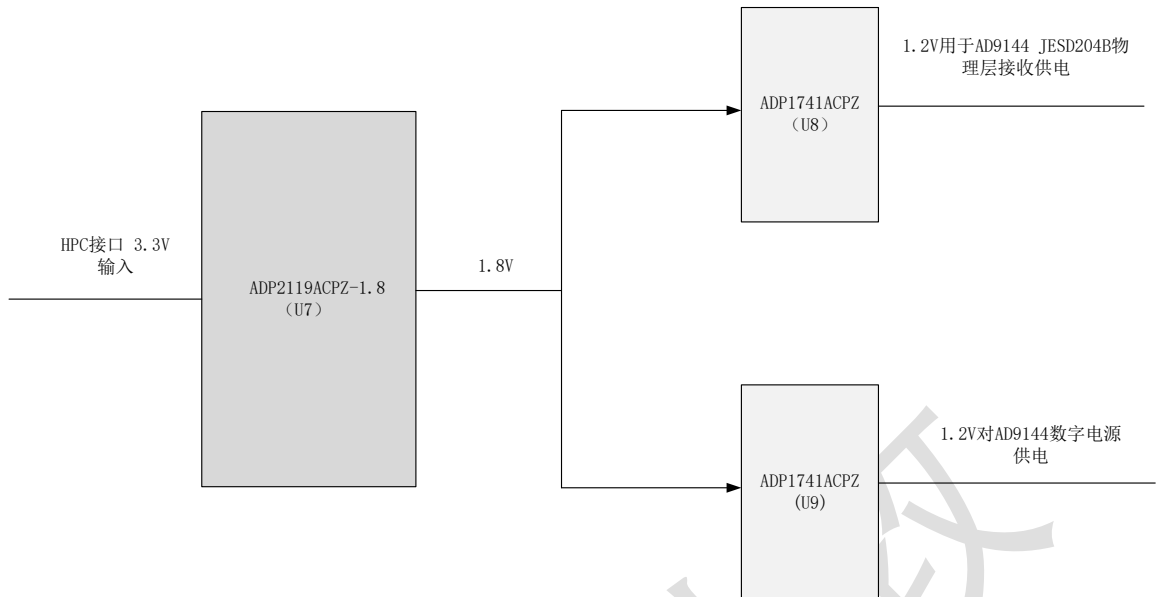 1.2V用于AD9144 JESD204B物
理层接收供电
ADP1741ACPZ
（U8）
HPC接口 3.3V
输入
ADP2119ACPZ-1.8
（U7）
1.8V
1.2V对AD9144数字电源
供电
ADP1741ACPZ
(U9)